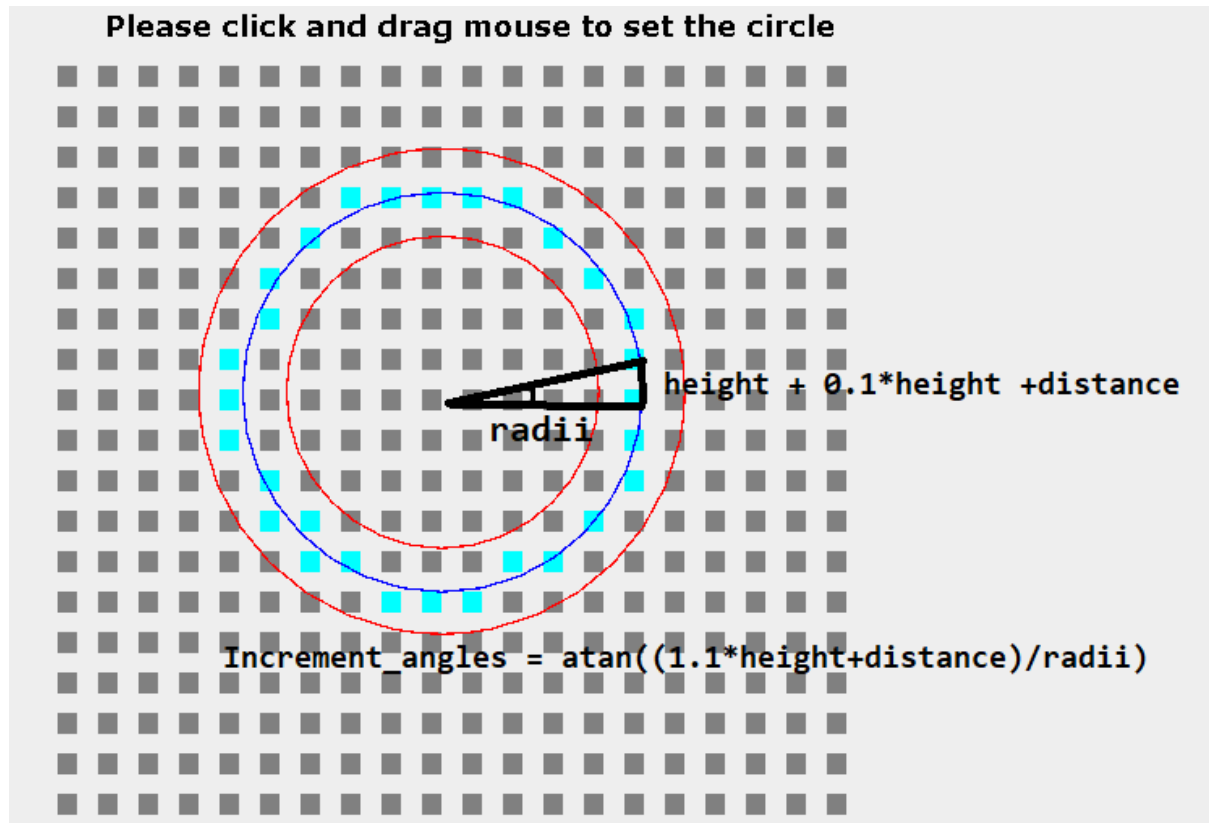 Please click and drag mouse to set the circle
height + 0.1*height +distance
radii
Increment_angles = atan((1.1*height+distance)/radii)